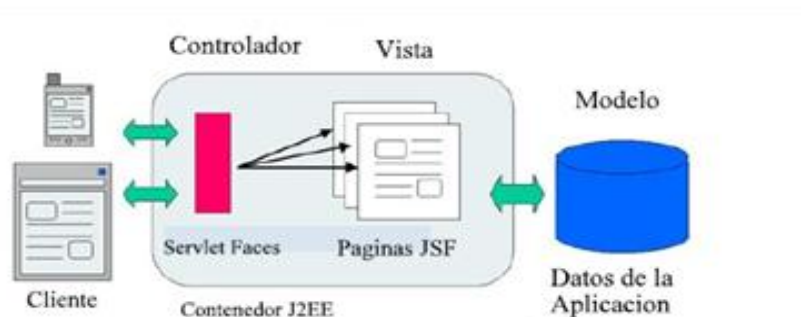 Controlador
Vista
Modelo
Servlet Faces
Paginas JSF
Cliente
Contenedor J2EE
Datos de la
Aplicacion